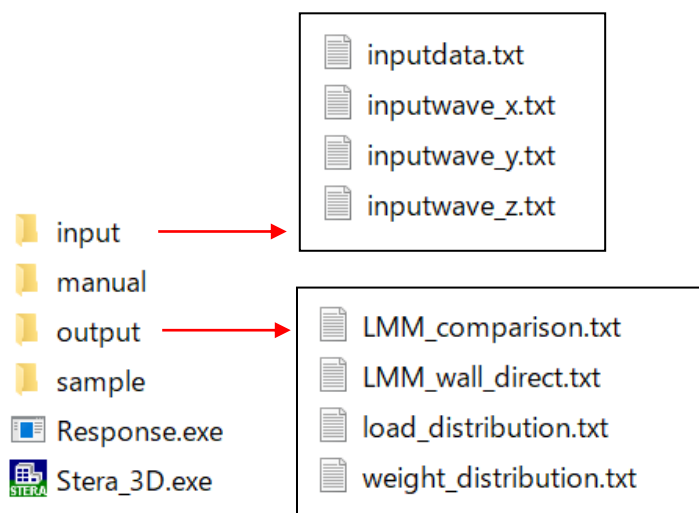 inputdata.txt
inputwave_x.txt
inputwave_y.txt
inputwave_z.txt
input
manual
output
sample
Response.exe
STERA
Stera_3D.exe
LMM_comparison.txt
LMM_wall_direct.txt
load_distribution.txt
weight_distribution.txt